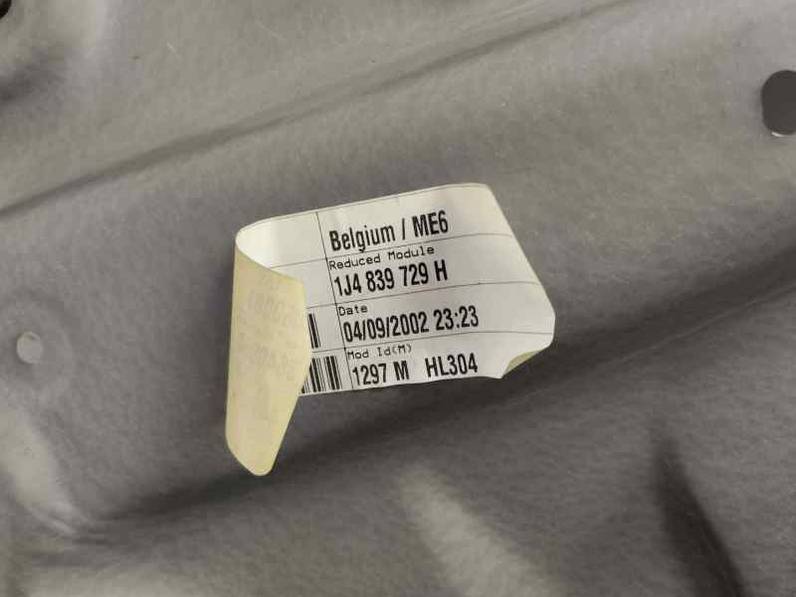 Belgium / ME6
Reduced Module
1J4 839 729 H
Date
04/09/2002 23:23
Mod Id(M)
1297 M HL304